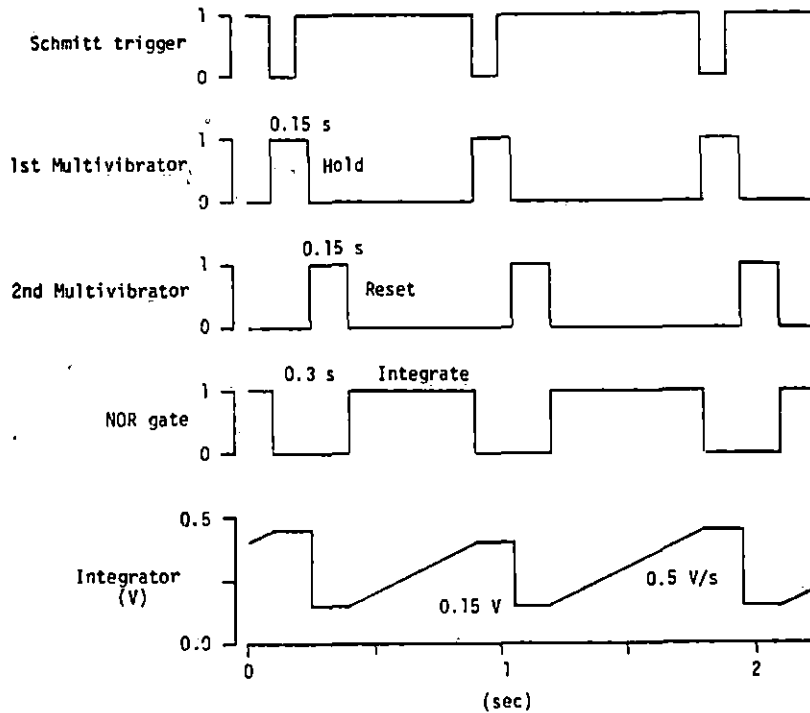 1
Schmitt trigger
0
0.15 s
1
1st Multivibrator
Hold
0
0.15 s
1
2nd Multivibrator
Reset
0
0.3 s
Integrate
1
NOR gate
0
0.5
Integrator
(V)
0.15 V
0.5 V/s
0.0
0
1
2
(sec)